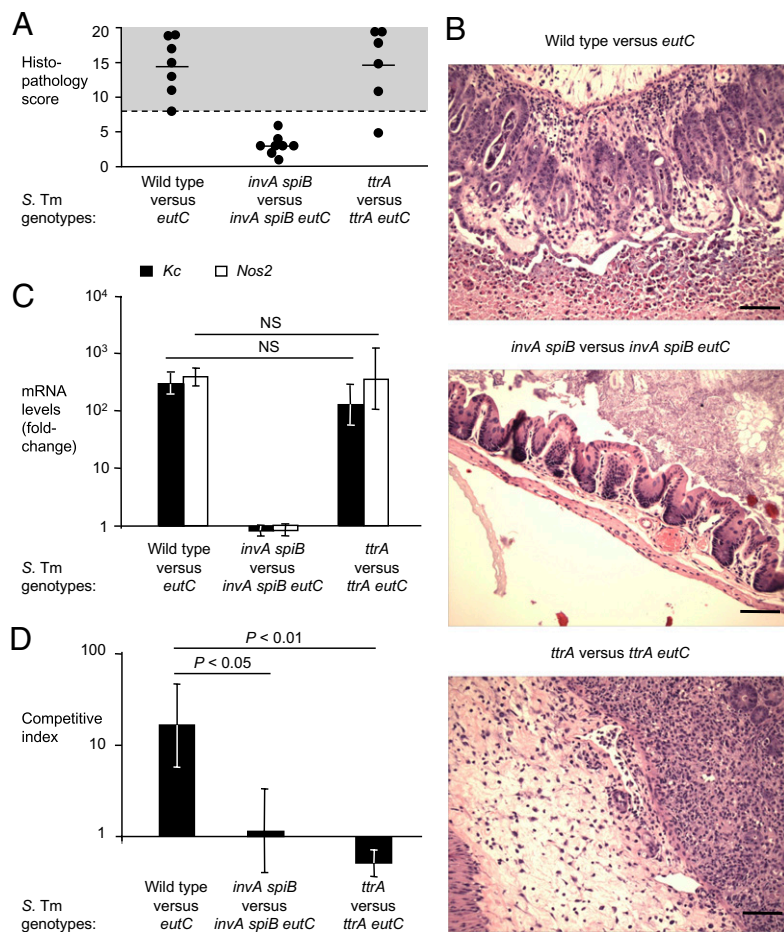 A
Histo-
pathology
score
20
15
10
5
0
S. Tm
genotypes:
Wild type
versus
eutC
invA spiB
versus
invA spiB eutC
ttrA
versus
ttrA eutC
B
Wild type versus eutC
invA spiB versus invA spiB eutC
ttrA versus ttrA eutC
C
Kc
Nos2
mRNA
levels
(fold-
change)
10⁴
10³
10²
10
1
NS
NS
S. Tm
genotypes:
Wild type
versus
eutC
invA spiB
versus
invA spiB eutC
ttrA
versus
ttrA eutC
D
Competitive
index
100
10
1
P < 0.01
P < 0.05
S. Tm
genotypes:
Wild type
versus
eutC
invA spiB
versus
invA spiB eutC
ttrA
versus
ttrA eutC